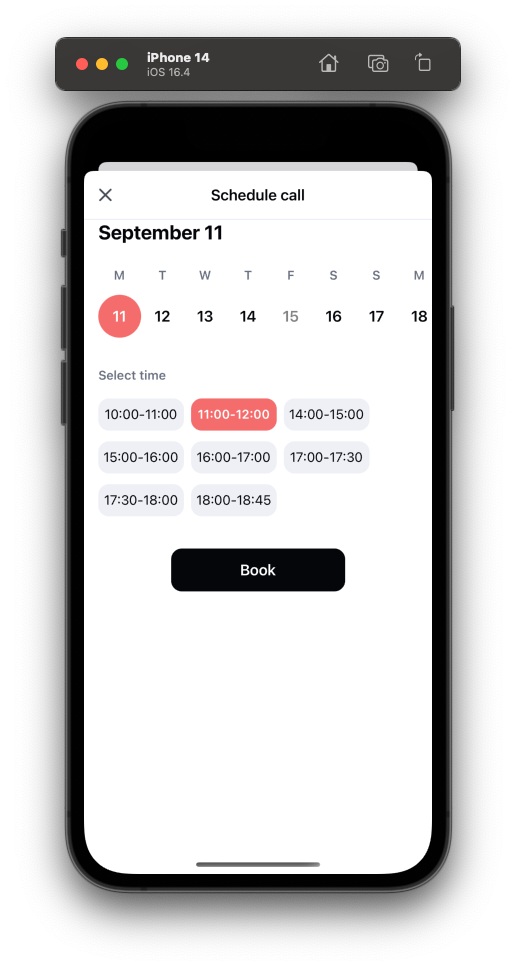 iPhone 14
iOS 16.4
Schedule call
September 11
M T W T F S S M
11 12 13 14 15 16 17 18
Select time
10:00-11:00 11:00-12:00 14:00-15:00
15:00-16:00 16:00-17:00 17:00-17:30
17:30-18:00 18:00-18:45
Book